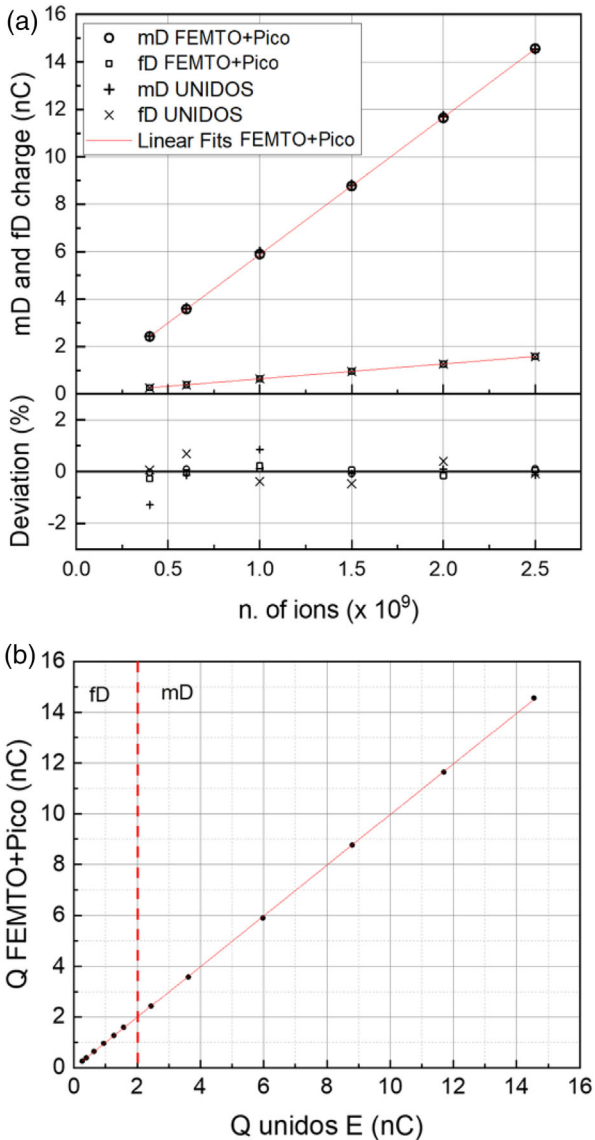 (a)
16
14
12
10
8
6
4
2
0
mD and fD charge (nC)
mD FEMTO+Pico
fD FEMTO+Pico
mD UNIDOS
fD UNIDOS
Linear Fits FEMTO+Pico
2
0
-2
Deviation (%)
0.0 0.5 1.0 1.5 2.0 2.5
n. of ions (x 10⁹)
(b)
16
14
12
10
8
6
4
2
0
Q FEMTO+Pico (nC)
fD mD
0 2 4 6 8 10 12 14 16
Q unidos E (nC)